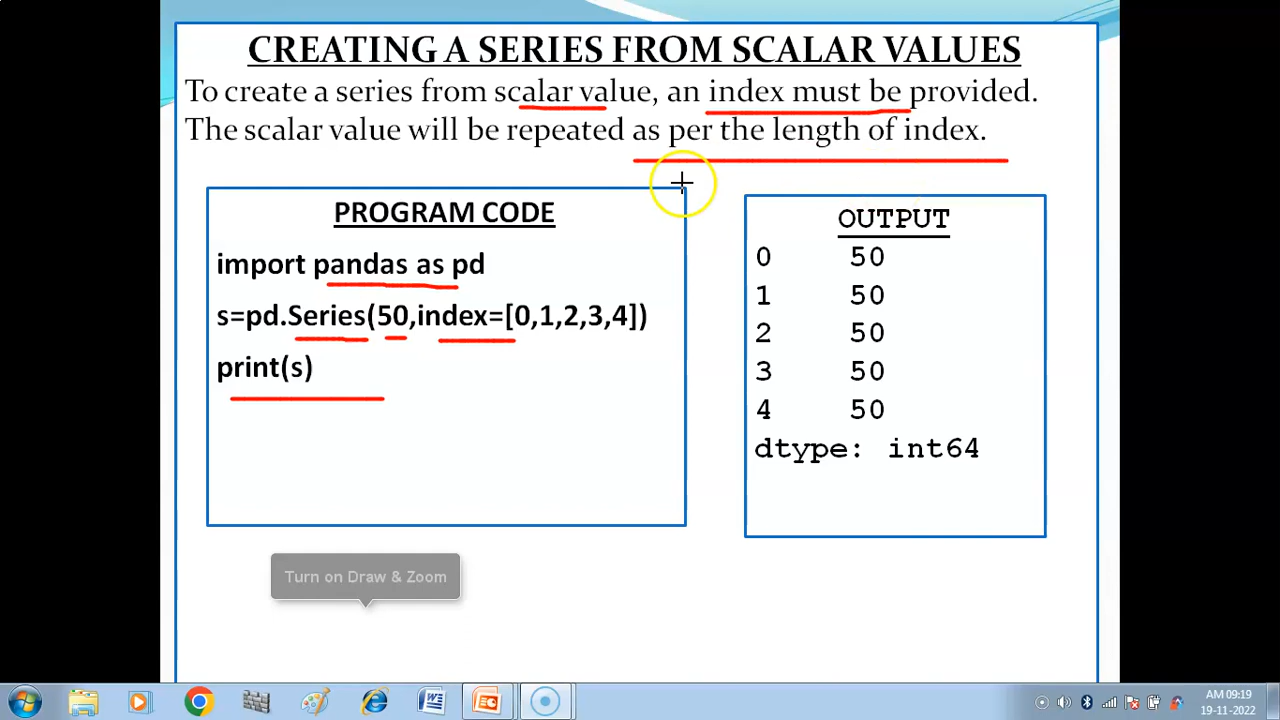 CREATING A SERIES FROM SCALAR VALUES
To create a series from scalar value, an index must be provided.
The scalar value will be repeated as per the length of index.
PROGRAM CODE
import pandas as pd
s=pd.Series(50,index=[0,1,2,3,4])
print(s)
OUTPUT
0 50
1 50
2 50
3 50
4 50
dtype: int64
Turn on Draw & Zoom
AM 09:19
19-11-2022